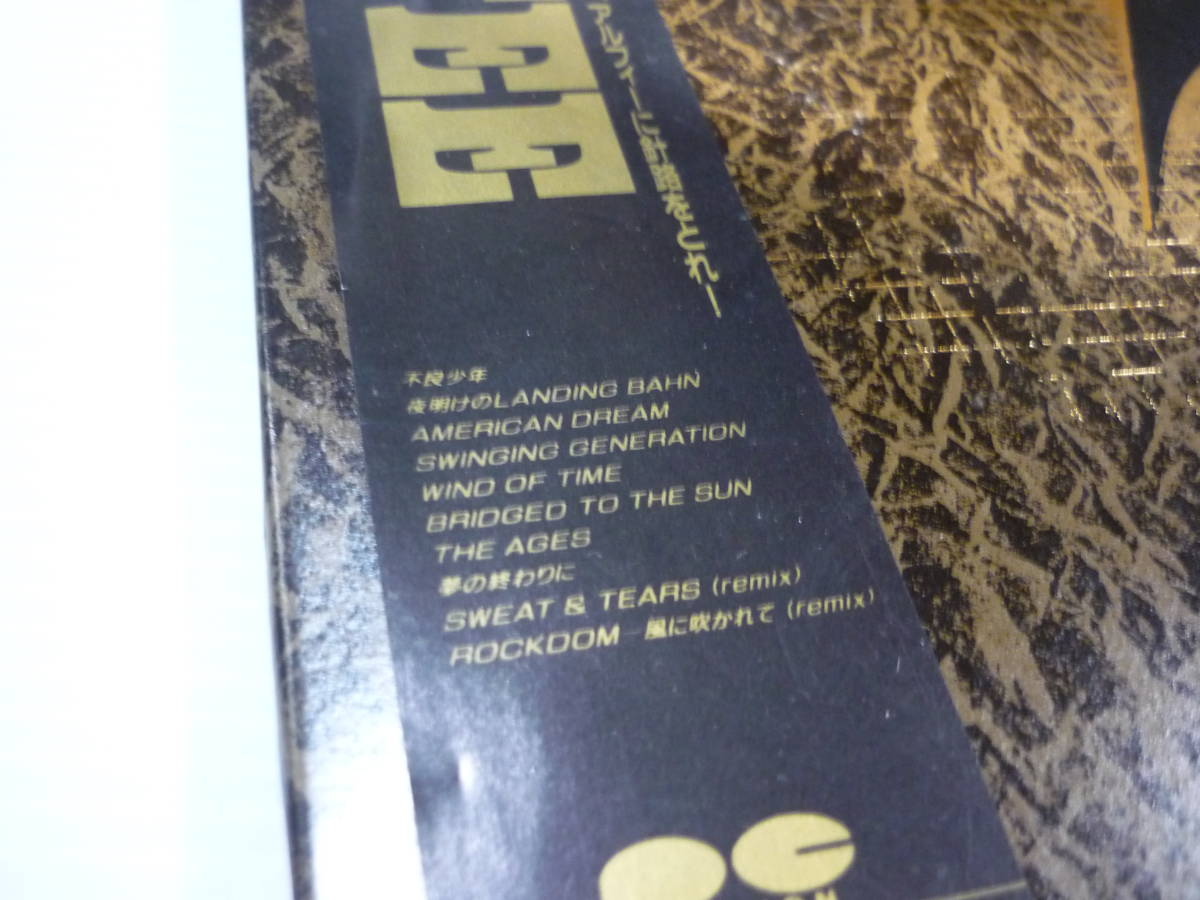 EE
不良少年
夜明けのLANDING BAHN
AMERICAN DREAM
SWINGING GENERATION
WIND OF TIME
BRIDGED TO THE SUN
THE AGES
夢の終わりに
SWEAT & TEARS (remix)
ROCKDOM—風に吹かれて (remix)